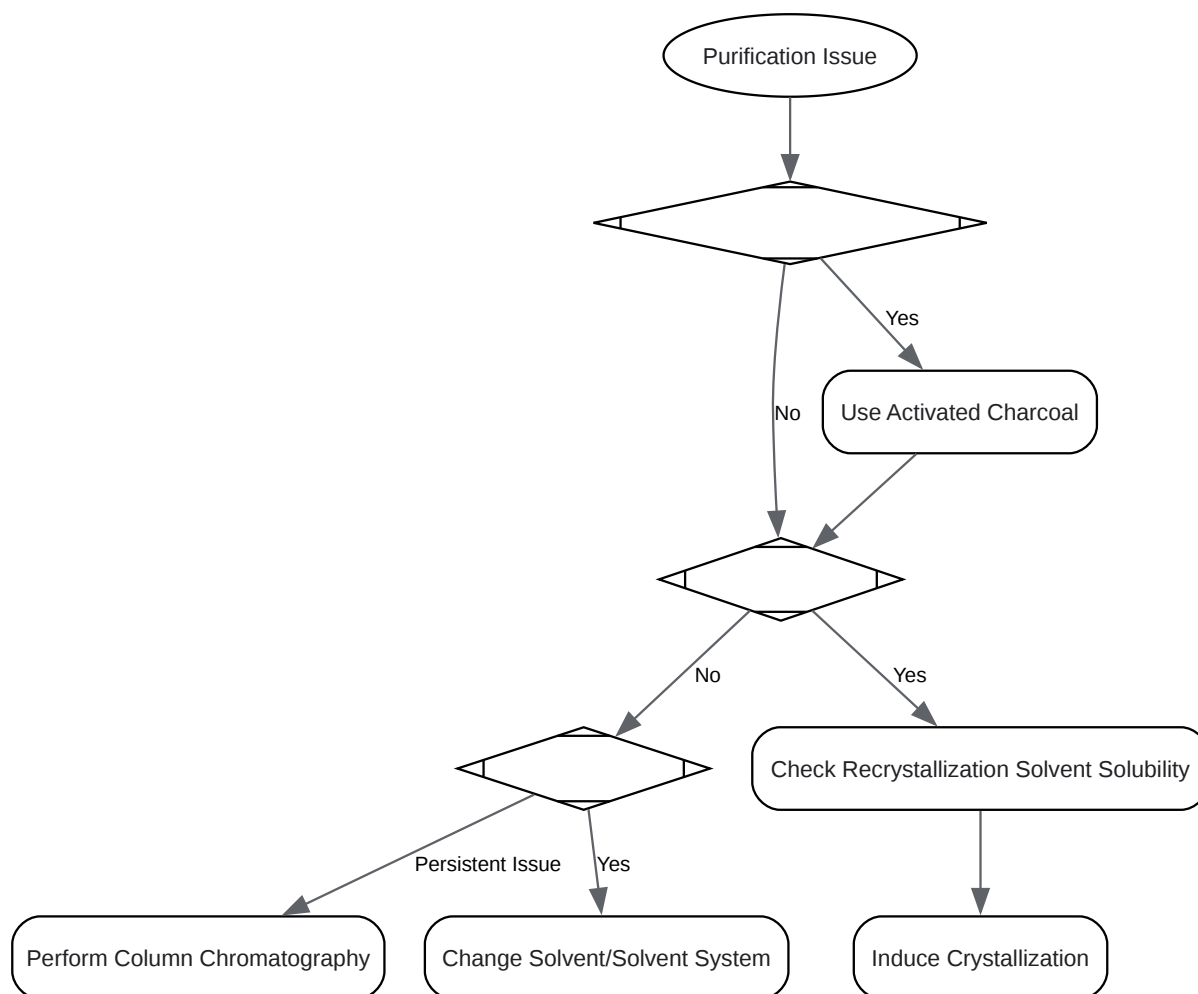 Purification Issue
Yes
Use Activated Charcoal
No
No
Yes
Check Recrystallization Solvent Solubility
Persistent Issue
Yes
Perform Column Chromatography
Change Solvent/Solvent System
Induce Crystallization